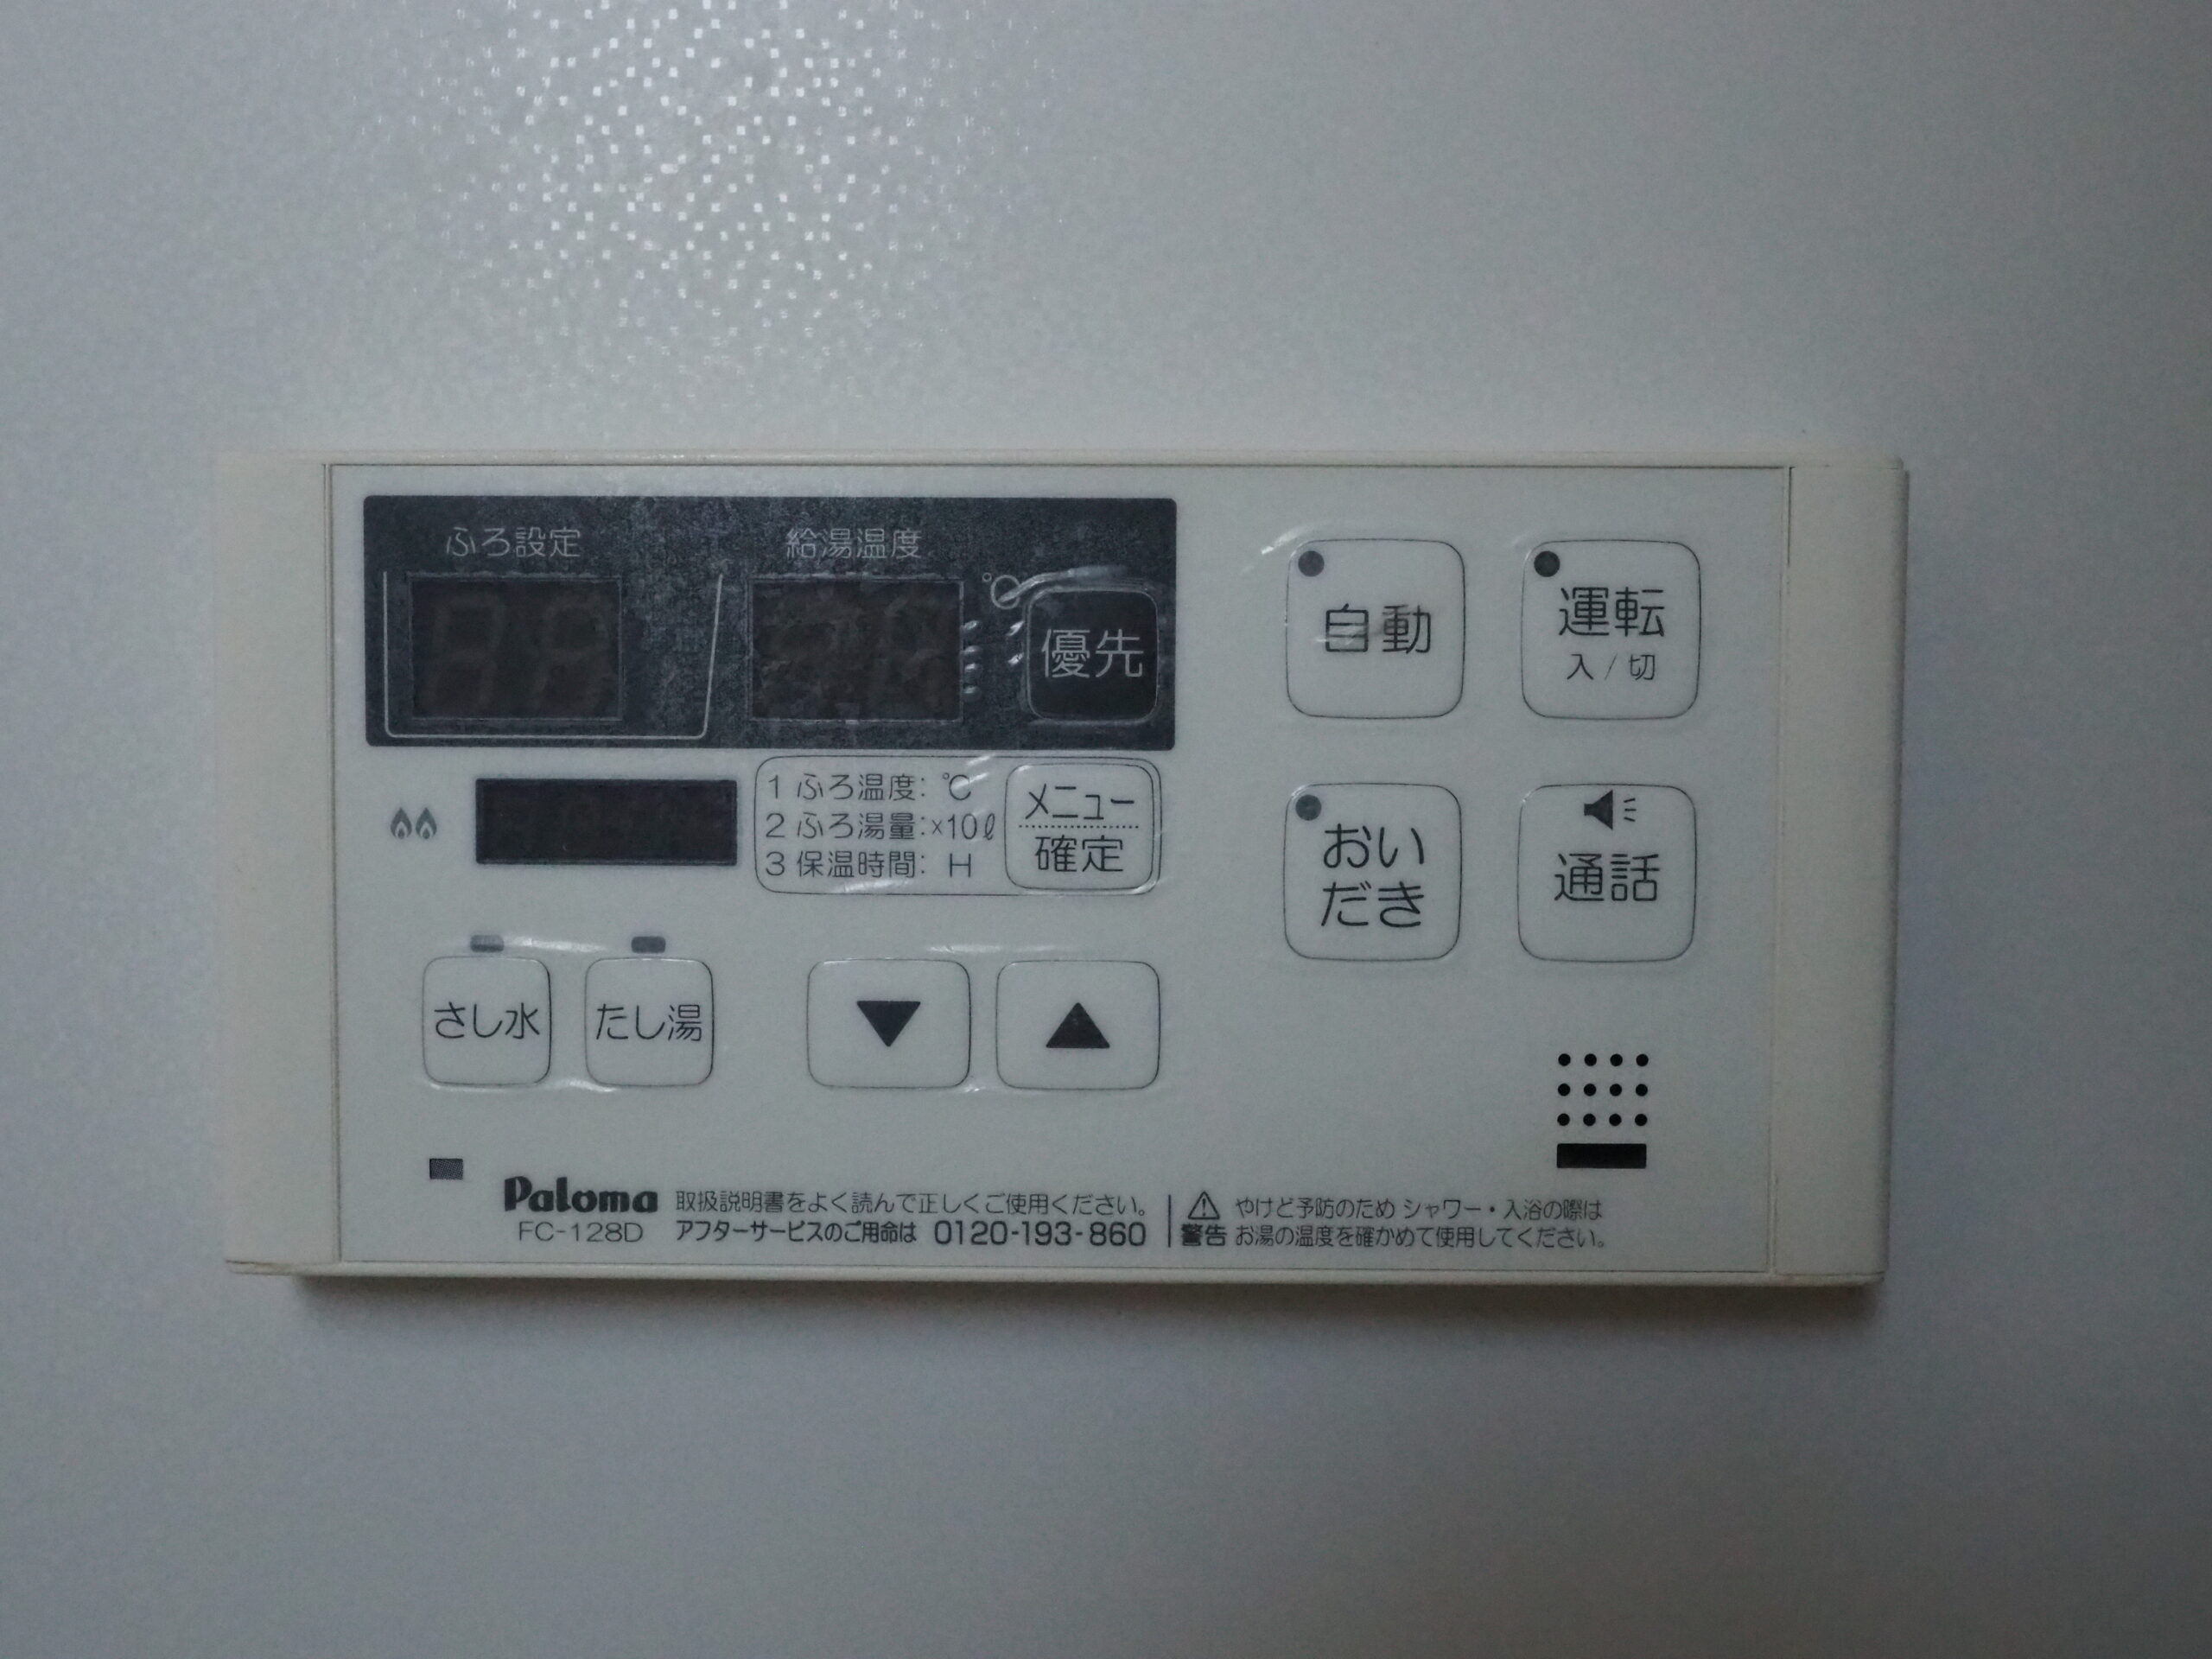 ふろ設定
給湯温度
℃
優先
自動
運転
入/切
1 ふろ温度: ℃
2 ふろ湯量:×10ℓ
3 保温時間: H
メニュー
確定
おい
だき
通話
さし水
たし湯
▼
▲
Paloma
FC-128D
取扱説明書をよく読んで正しくご使用ください。
アフターサービスのご用命は 0120-193-860
警告
やけど予防のため シャワー・入浴の際は
お湯の温度を確かめて使用してください。